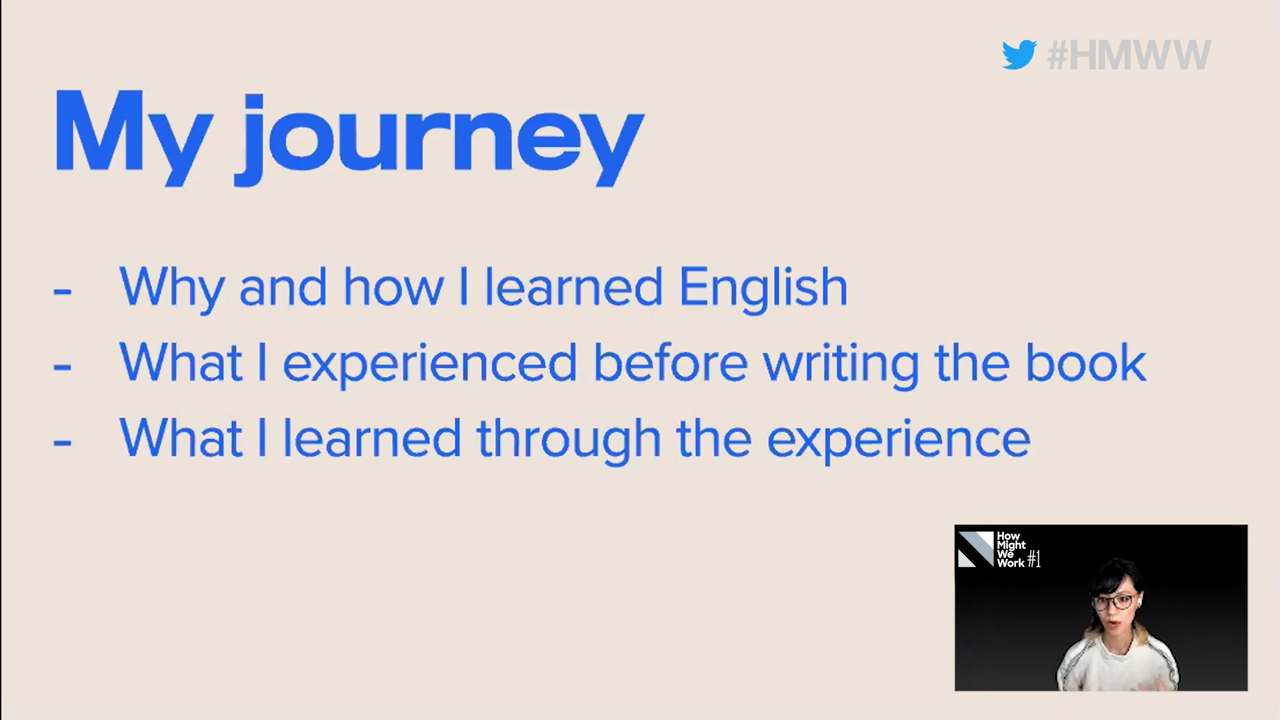 #HMWW
My journey
- Why and how I learned English
- What I experienced before writing the book
- What I learned through the experience
How
Might
We
Work #1